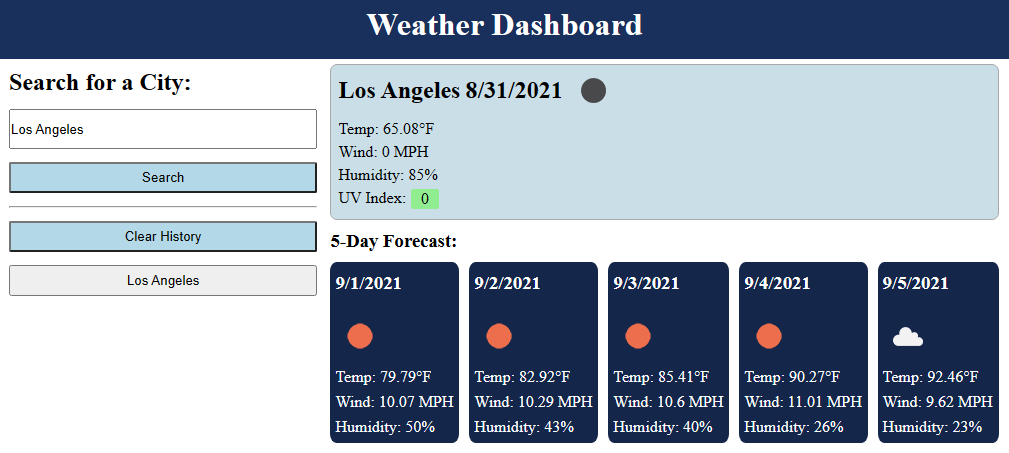 Weather Dashboard
Search for a City:
Los Angeles
Search
Clear History
Los Angeles
Los Angeles 8/31/2021
Temp: 65.08°F
Wind: 0 MPH
Humidity: 85%
UV Index: 0
5-Day Forecast:
9/1/2021
Temp: 79.79°F
Wind: 10.07 MPH
Humidity: 50%
9/2/2021
Temp: 82.92°F
Wind: 10.29 MPH
Humidity: 43%
9/3/2021
Temp: 85.41°F
Wind: 10.6 MPH
Humidity: 40%
9/4/2021
Temp: 90.27°F
Wind: 11.01 MPH
Humidity: 26%
9/5/2021
Temp: 92.46°F
Wind: 9.62 MPH
Humidity: 23%